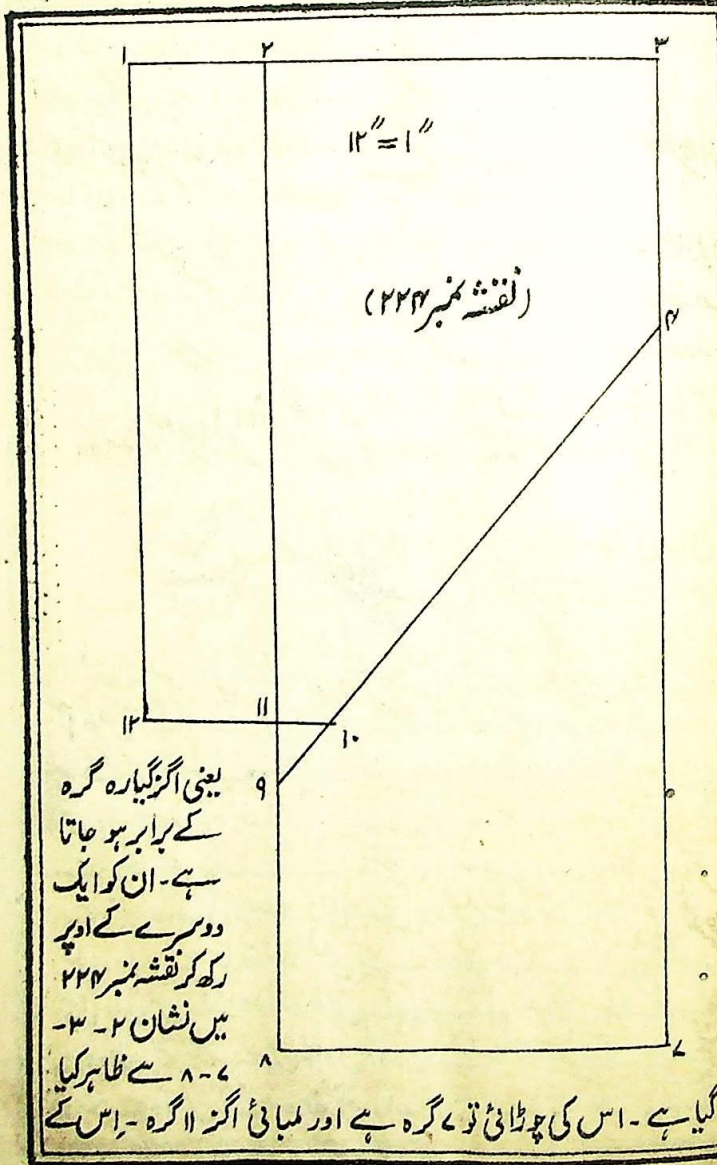 ۱ ۲ ۳
۱۲" = ۱"
(نقشہ نمبر ۲۲۴)
۴
۱۲ ۱۱ ۱۰
۹
یعنی اگز گیارہ گرہ
کے برابر ہو جاتا
ہے۔ ان کو ایک
دوسرے کے اوپر
رکھ کر نقشہ نمبر ۲۲۴
میں نشان ۲ - ۳ -
۷ - ۸ سے ظاہر کیا
۸ ۷
گیا ہے۔ اس کی چوڑائی تو ۷ گرہ ہے اور لمبائی اگز ۱۱ گرہ۔ اِس کے